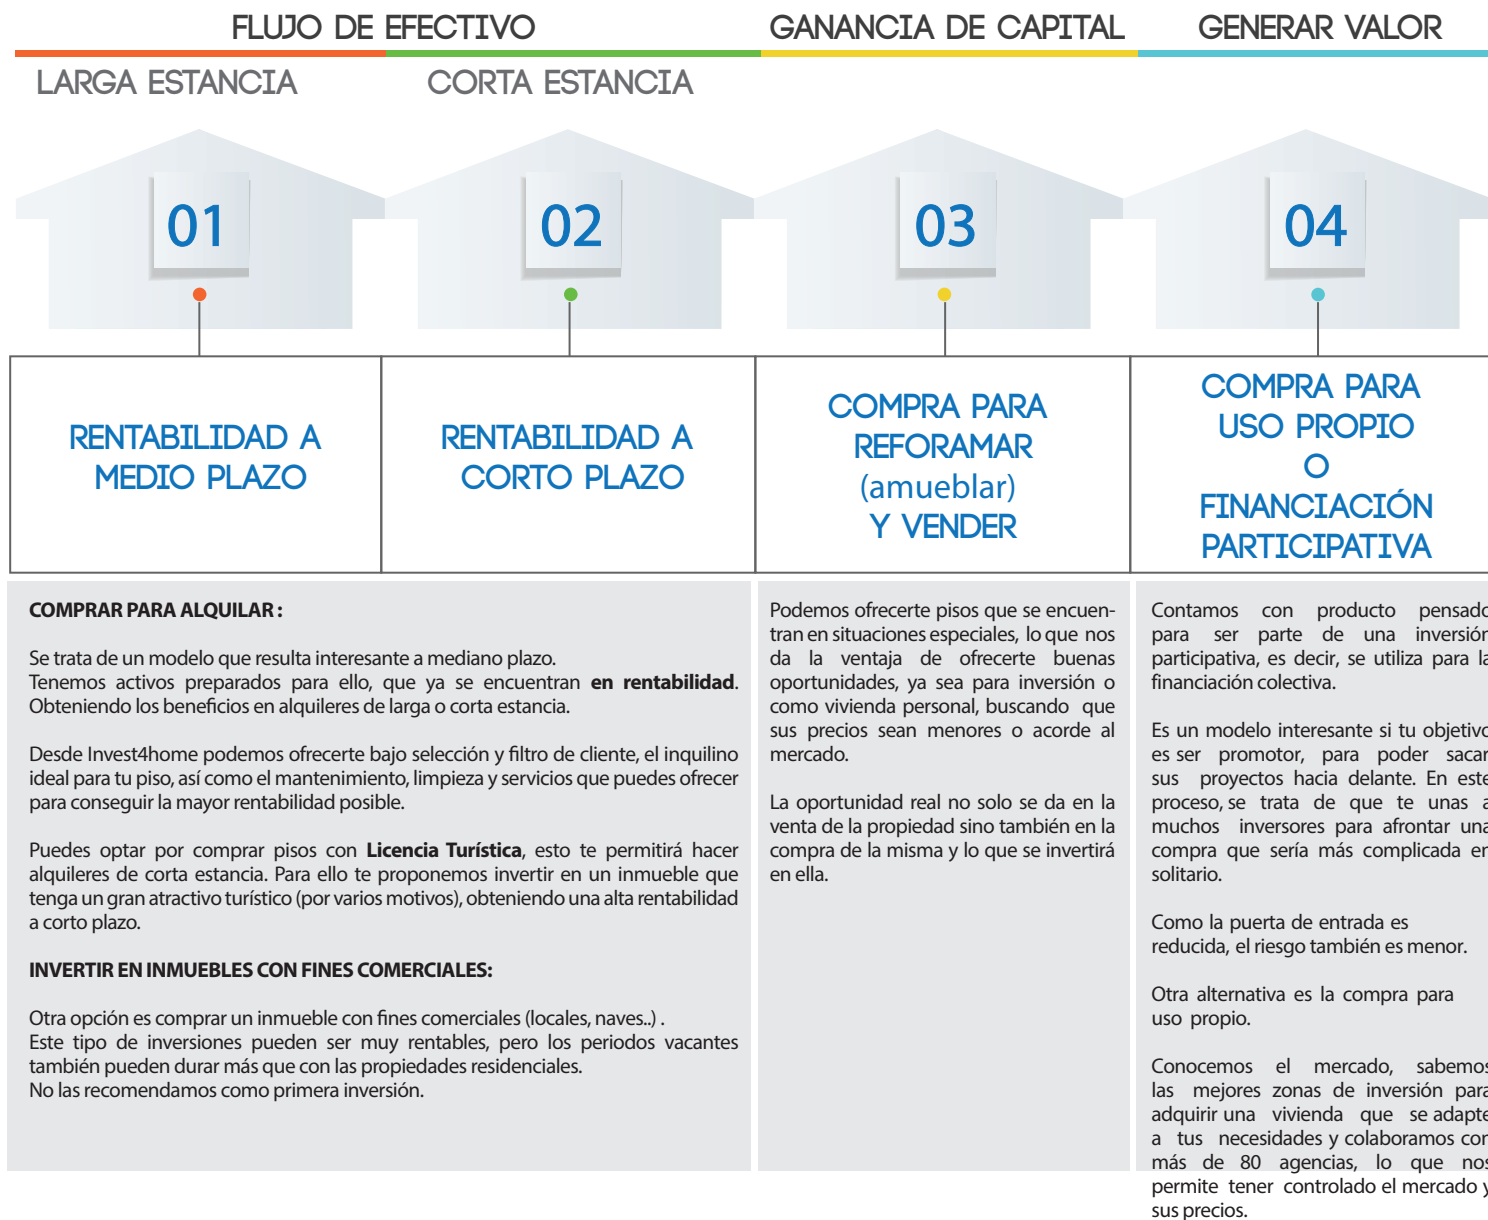 FLUJO DE EFECTIVO
GANANCIA DE CAPITAL
GENERAR VALOR
LARGA ESTANCIA
CORTA ESTANCIA
01
02
03
04
RENTABILIDAD A
MEDIO PLAZO
RENTABILIDAD A
CORTO PLAZO
COMPRA PARA
REFORAMAR
(amueblar)
Y VENDER
COMPRA PARA
USO PROPIO
O
FINANCIACIÓN
PARTICIPATIVA
COMPRAR PARA ALQUILAR :
Se trata de un modelo que resulta interesante a mediano plazo.
Tenemos activos preparados para ello, que ya se encuentran en rentabilidad.
Obteniendo los beneficios en alquileres de larga o corta estancia.
Desde Invest4home podemos ofrecerte bajo selección y filtro de cliente, el inquilino
ideal para tu piso, así como el mantenimiento, limpieza y servicios que puedes ofrecer
para conseguir la mayor rentabilidad posible.
Puedes optar por comprar pisos con Licencia Turística, esto te permitirá hacer
alquileres de corta estancia. Para ello te proponemos invertir en un inmueble que
tenga un gran atractivo turístico (por varios motivos), obteniendo una alta rentabilidad
a corto plazo.
INVERTIR EN INMUEBLES CON FINES COMERCIALES:
Otra opción es comprar un inmueble con fines comerciales (locales, naves..) .
Este tipo de inversiones pueden ser muy rentables, pero los periodos vacantes
también pueden durar más que con las propiedades residenciales.
No las recomendamos como primera inversión.
Podemos ofrecerte pisos que se encuen-
tran en situaciones especiales, lo que nos
da la ventaja de ofrecerte buenas
oportunidades, ya sea para inversión o
como vivienda personal, buscando que
sus precios sean menores o acorde al
mercado.
La oportunidad real no solo se da en la
venta de la propiedad sino también en la
compra de la misma y lo que se invertirá
en ella.
Contamos con producto pensado
para ser parte de una inversión
participativa, es decir, se utiliza para la
financiación colectiva.
Es un modelo interesante si tu objetivo
es ser promotor, para poder sacar
sus proyectos hacia delante. En este
proceso, se trata de que te unas a
muchos inversores para afrontar una
compra que sería más complicada en
solitario.
Como la puerta de entrada es
reducida, el riesgo también es menor.
Otra alternativa es la compra para
uso propio.
Conocemos el mercado, sabemos
las mejores zonas de inversión para
adquirir una vivienda que se adapte
a tus necesidades y colaboramos con
más de 80 agencias, lo que nos
permite tener controlado el mercado y
sus precios.